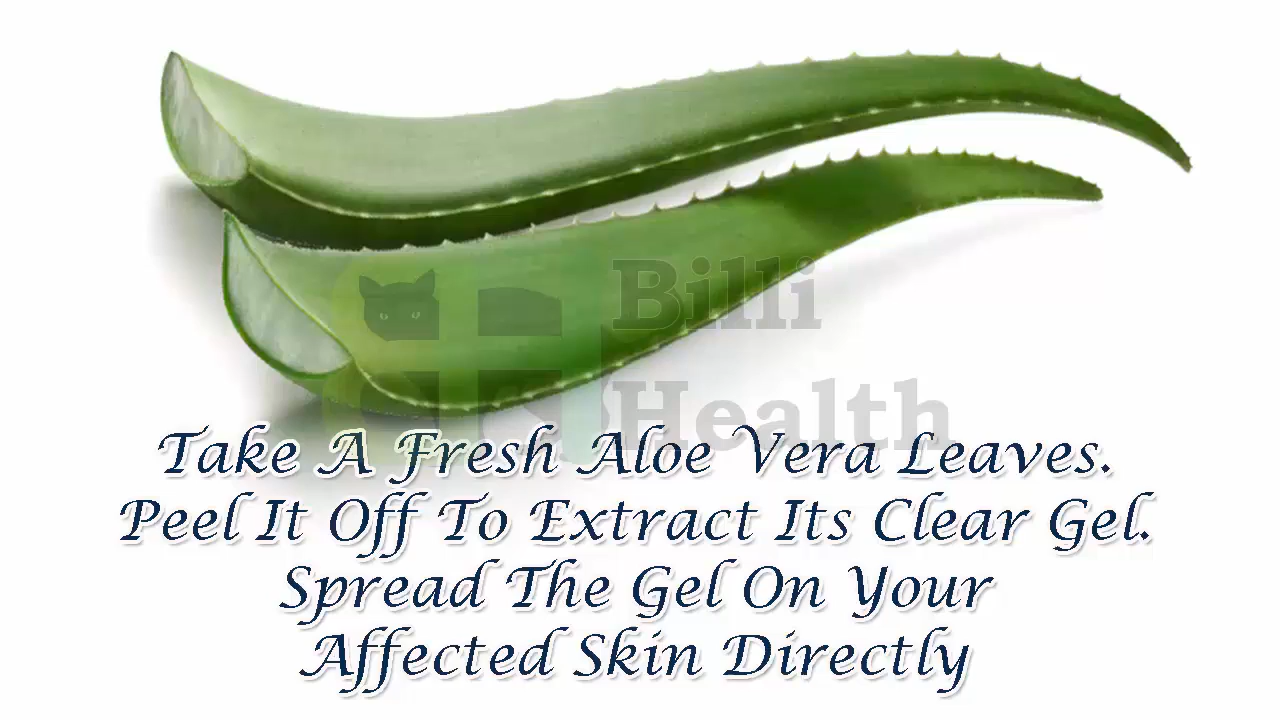 Billi
Health
Take A Fresh Aloe Vera Leaves.
Peel It Off To Extract Its Clear Gel.
Spread The Gel On Your
Affected Skin Directly